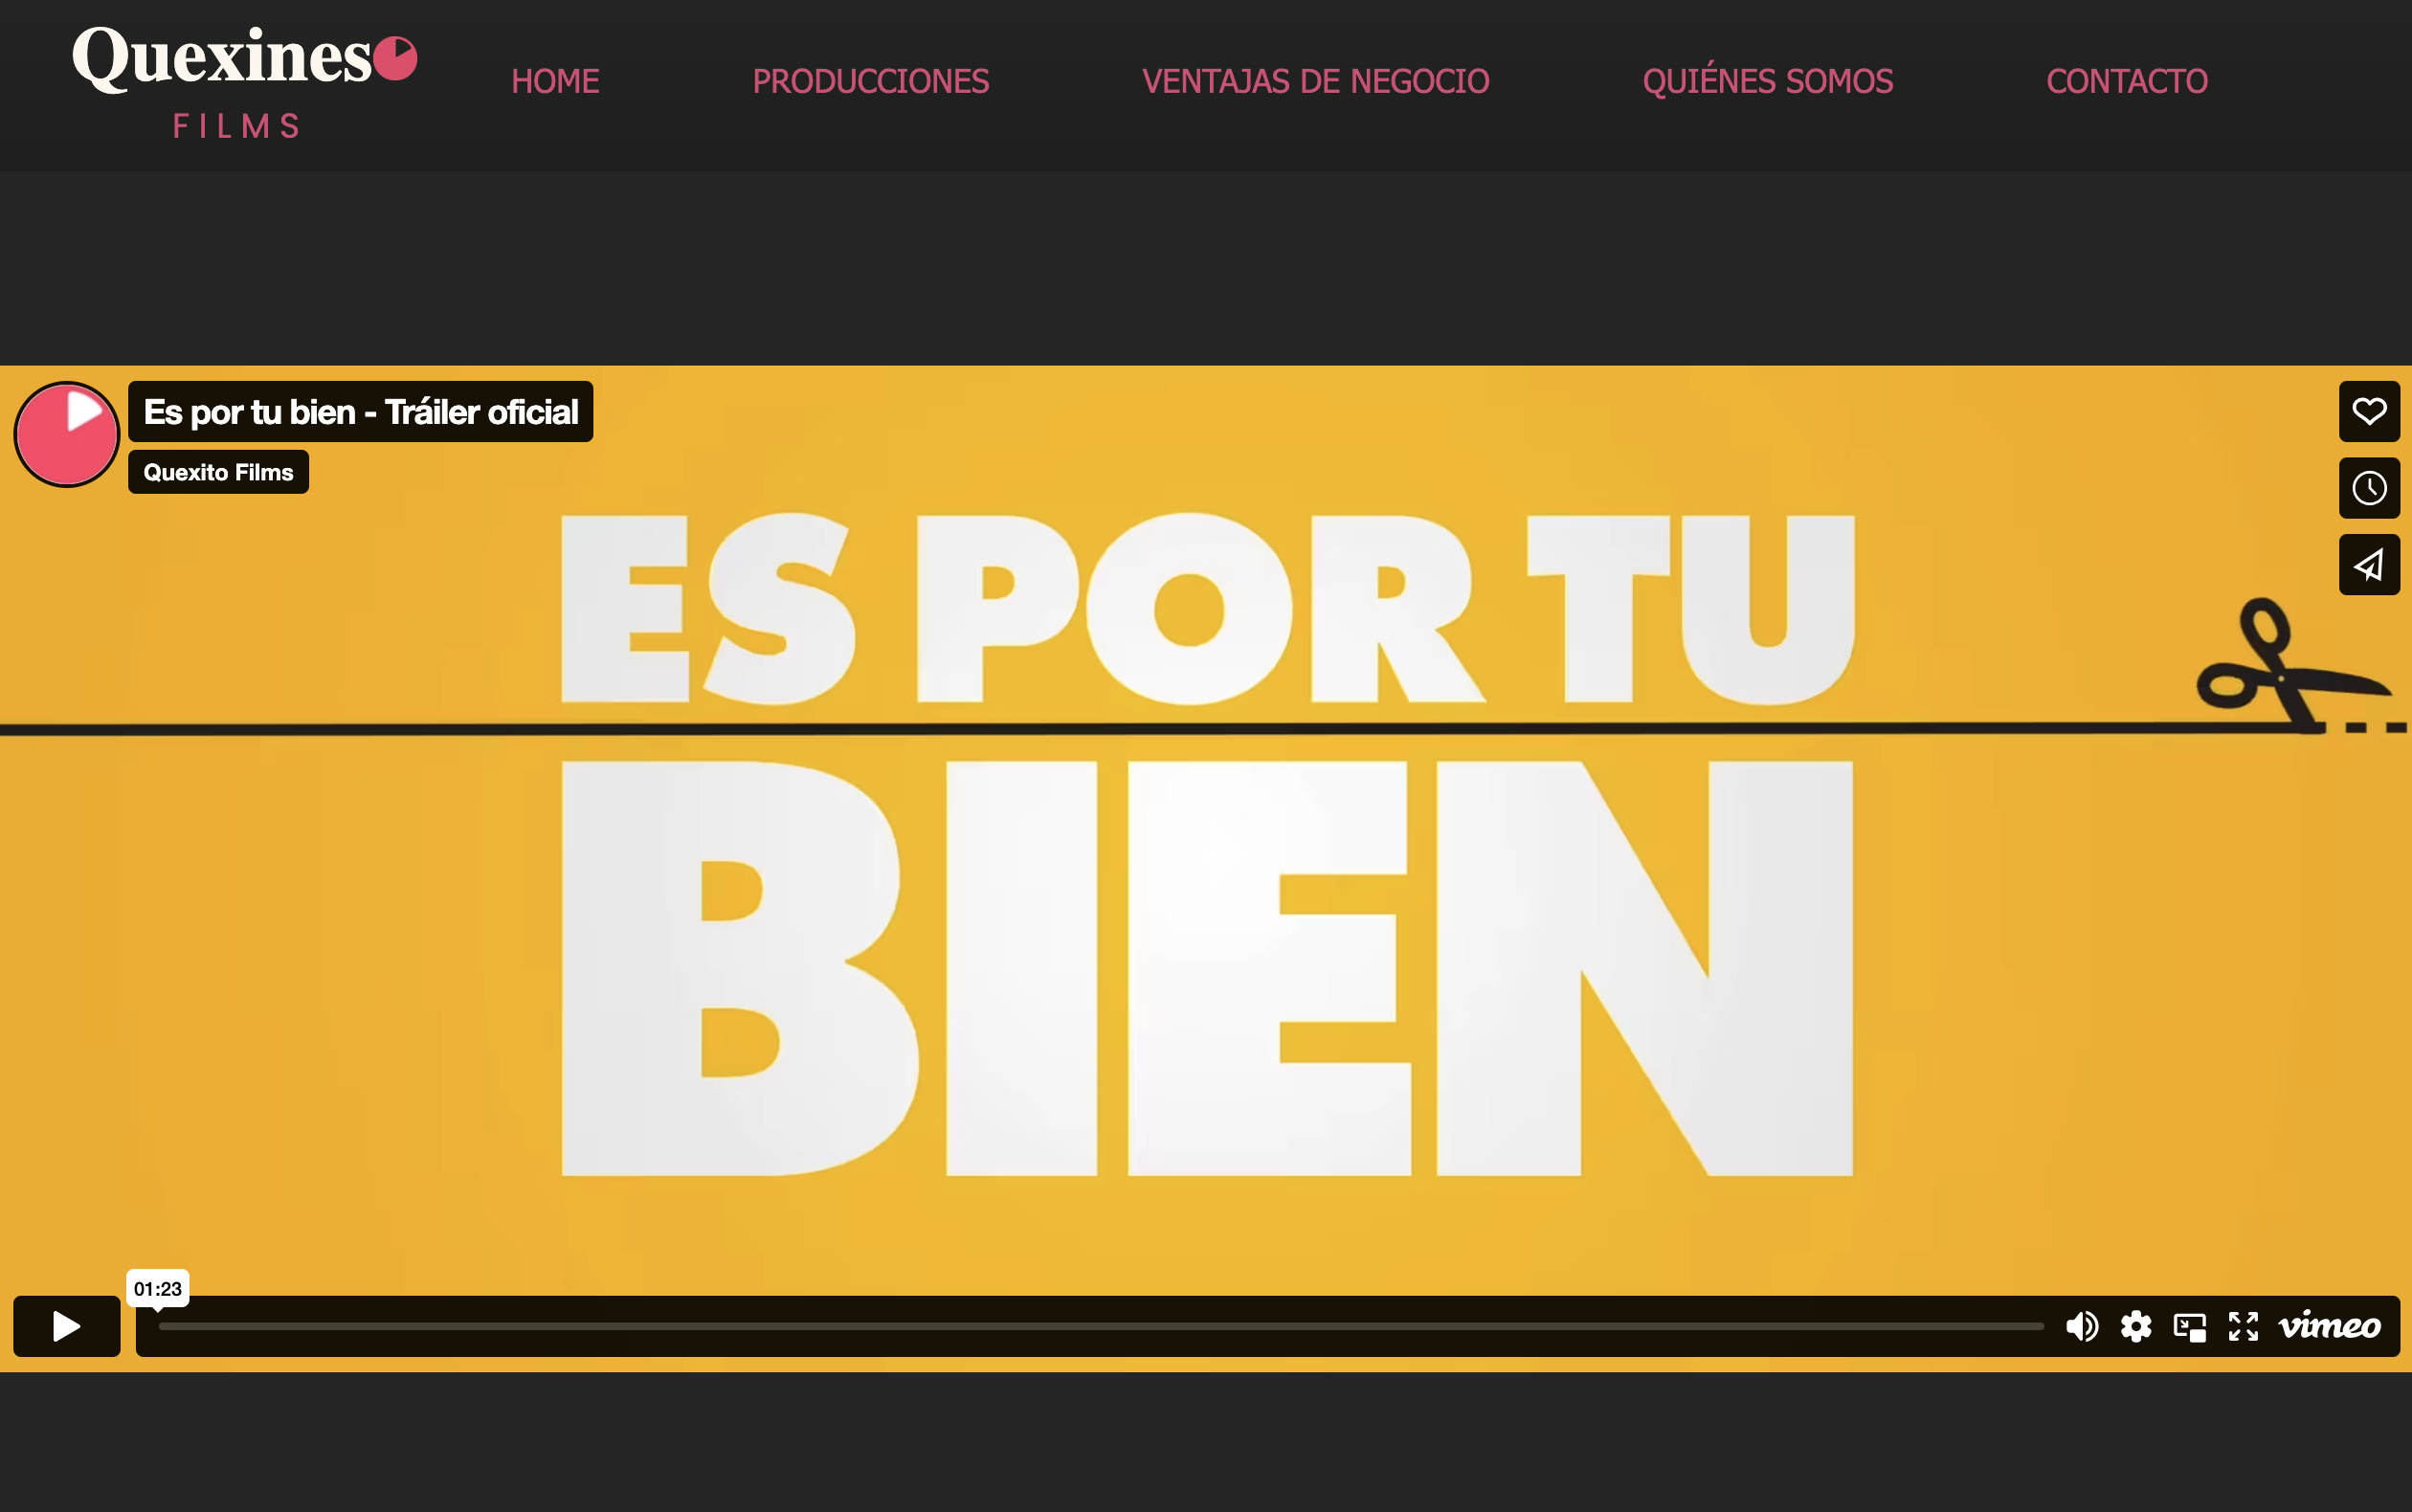 Quexines
FILMS
HOME
PRODUCCIONES
VENTAJAS DE NEGOCIO
QUIÉNES SOMOS
CONTACTO
Es por tu bien - Tráiler oficial
Quexito Films
ES POR TU
BIEN
01:23
vimeo